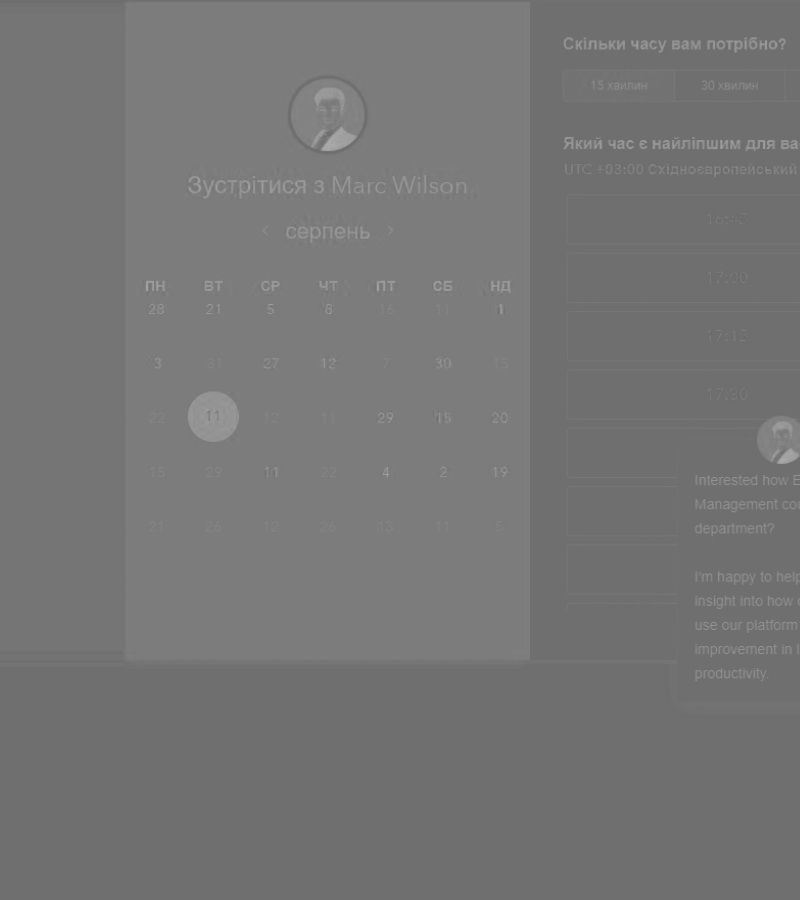 Зустрітися з Marc Wilson
‹ серпень ›
ПН ВТ СР ЧТ ПТ СБ НД
28 21 5 8 16 11 1
3 31 27 12 7 30 15
22 11 12 11 29 15 20
15 29 11 22 4 2 19
21 26 12 26 11 5
Скільки часу вам потрібно?
15 хвилин 30 хвилин
Який час є найліпшим для ва
UTC +03:00 Східноєвропейський
16:45
17:00
17:15
17:30
Interested how E
Management co
department?
I'm happy to help
insight into how
use our platform
improvement in
productivity.